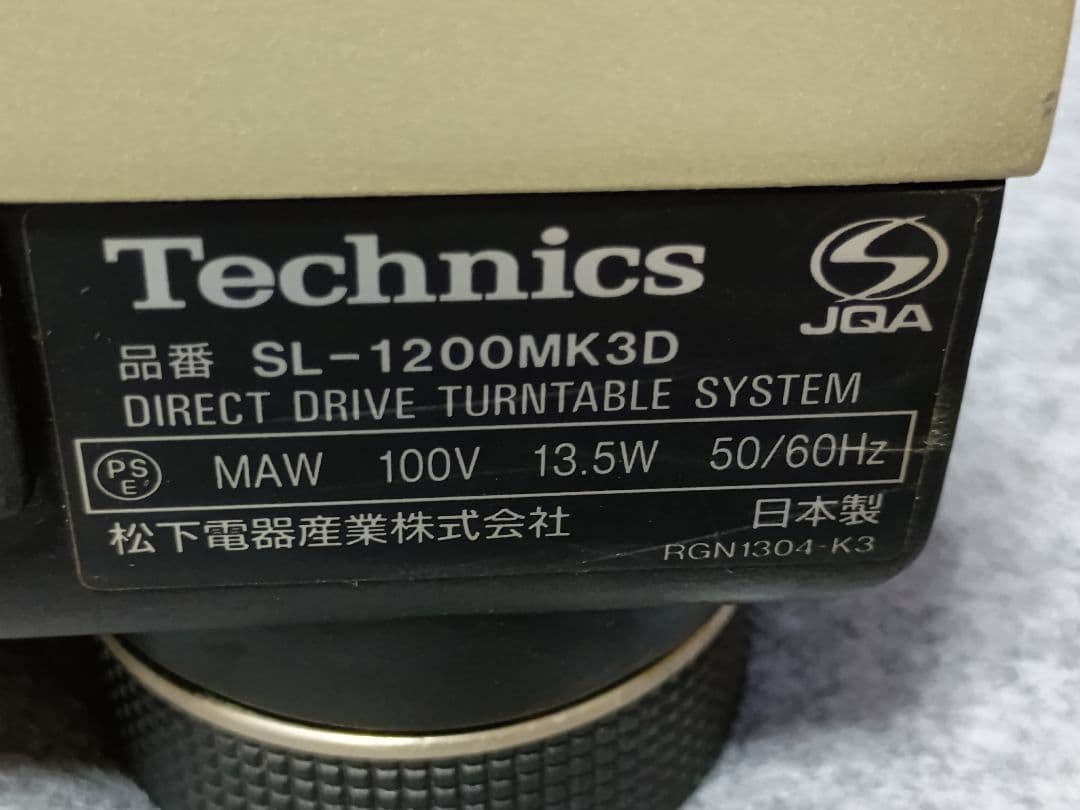 Technics
JQA
品番 SL-1200MK3D
DIRECT DRIVE TURNTABLE SYSTEM
PSE MAW 100V 13.5W 50/60Hz
松下電器産業株式会社 日本製
RGN1304-K3